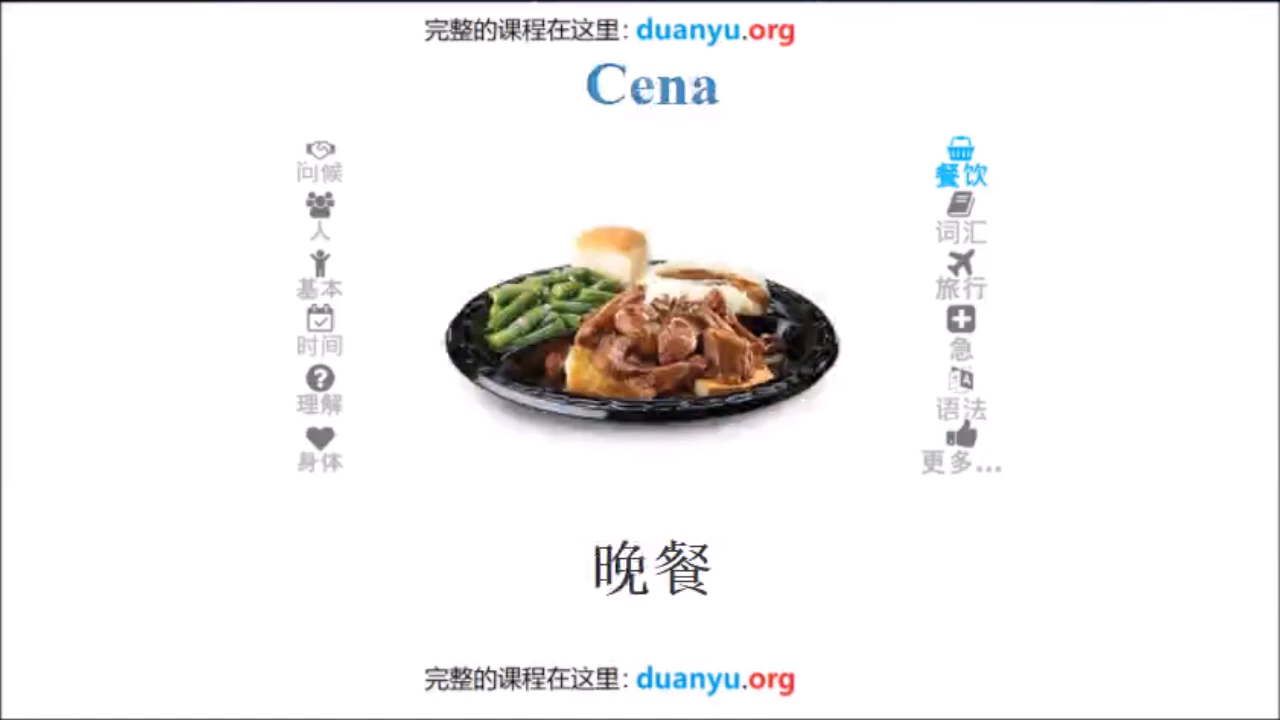 完整的课程在这里：duanyu.org
Cena
问候
人
基本
时间
理解
身体
餐饮
词汇
旅行
急
语法
更多...
晚餐
完整的课程在这里：duanyu.org